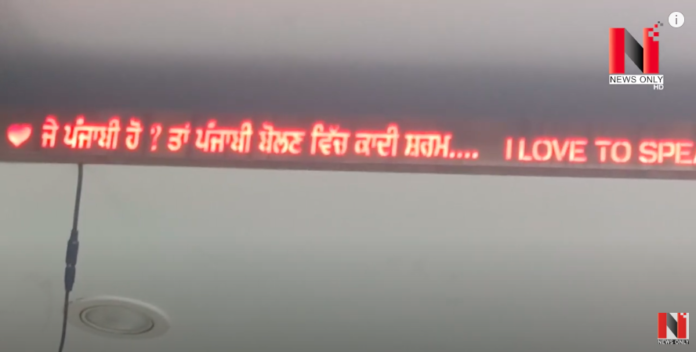 N
NEWS ONLY
HD
ਜੇ ਪੰਜਾਬੀ ਹੋ ? ਤਾਂ ਪੰਜਾਬੀ ਬੋਲਣ ਵਿੱਚ ਕਾਦੀ ਸ਼ਰਮ.... I LOVE TO SPEA
N
NEWS ONLY